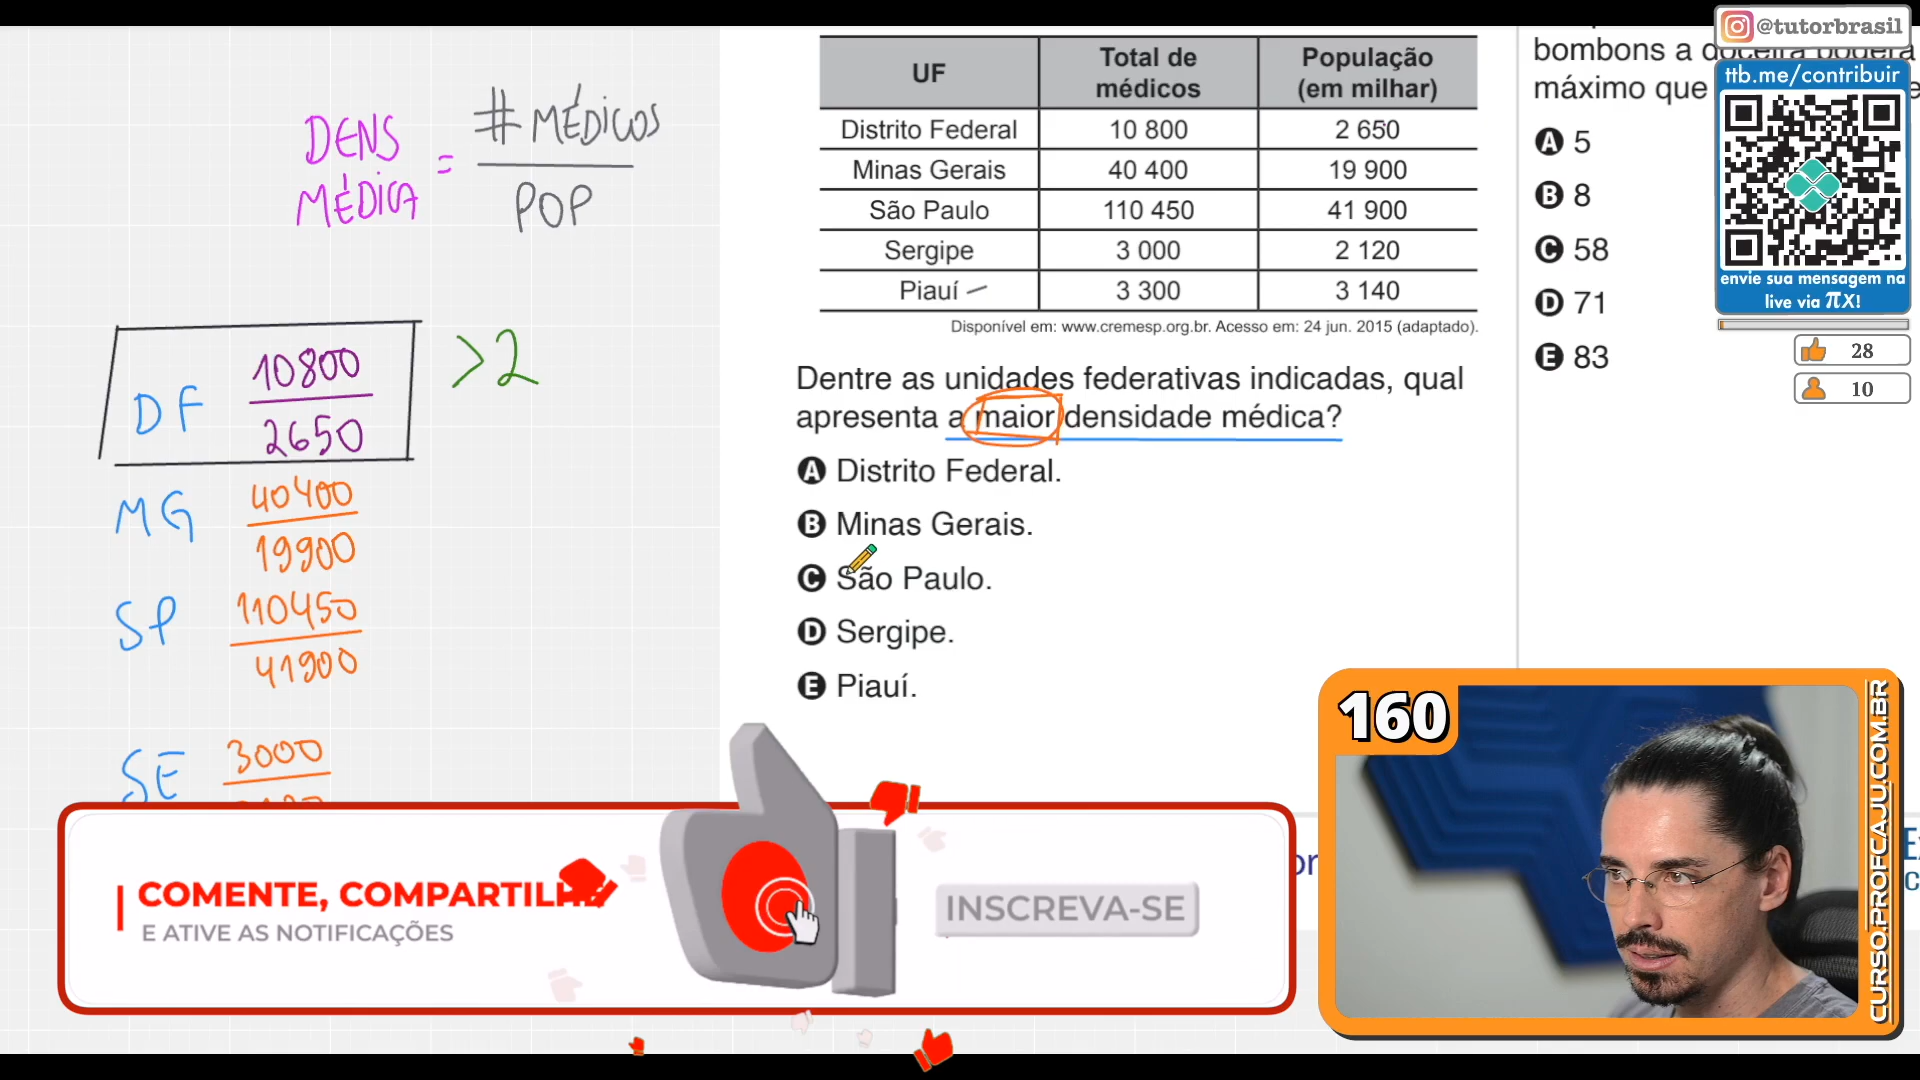 DENS
MÉDICA
=
# MÉDICOS
POP
DF
10800
2650
>2
MG
40400
19900
SP
110450
41900
SE
3000
UF
Total de
médicos
População
(em milhar)
Distrito Federal 10 800 2 650
Minas Gerais 40 400 19 900
São Paulo 110 450 41 900
Sergipe 3 000 2 120
Piauí 3 300 3 140
Disponível em: www.cremesp.org.br. Acesso em: 24 jun. 2015 (adaptado).
Dentre as unidades federativas indicadas, qual
apresenta a maior densidade médica?
A Distrito Federal.
B Minas Gerais.
C São Paulo.
D Sergipe.
E Piauí.
bombons a doceira poderá
máximo que
A 5
B 8
C 58
D 71
E 83
@tutorbrasil
ttb.me/contribuir
envie sua mensagem na
live via πX!
28
10
160
CURSO.PROFCAJU.COM.BR
COMENTE, COMPARTILHE
E ATIVE AS NOTIFICAÇÕES
INSCREVA-SE